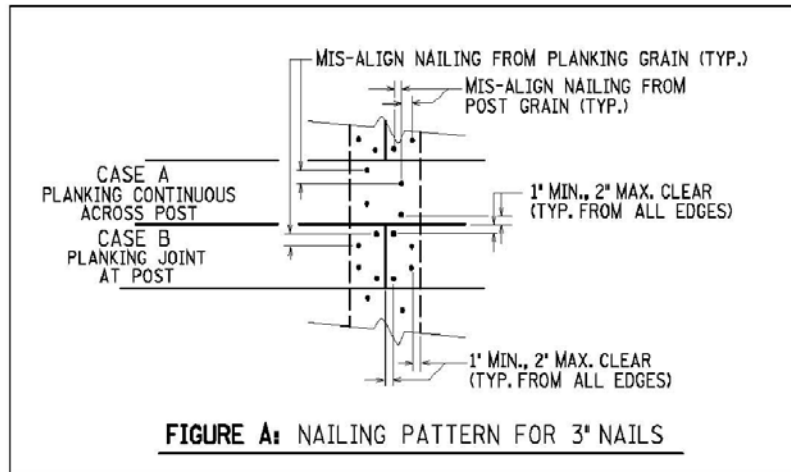 MIS-ALIGN NAILING FROM PLANKING GRAIN (TYP.)
MIS-ALIGN NAILING FROM
POST GRAIN (TYP.)
CASE A
PLANKING CONTINUOUS
ACROSS POST
1" MIN., 2" MAX. CLEAR
(TYP. FROM ALL EDGES)
CASE B
PLANKING JOINT
AT POST
1" MIN., 2" MAX. CLEAR
(TYP. FROM ALL EDGES)
FIGURE A: NAILING PATTERN FOR 3" NAILS